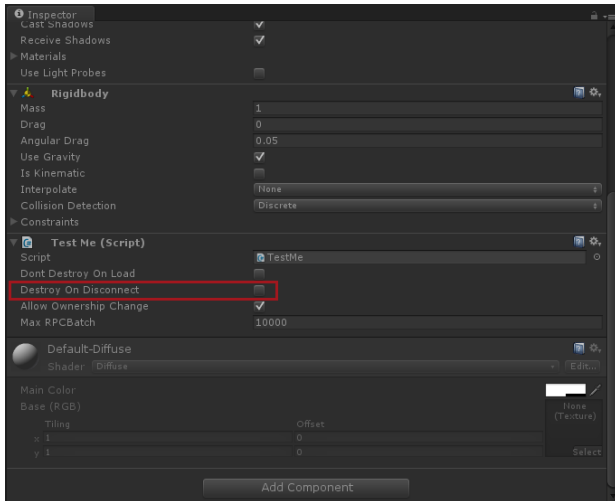 Inspector
Cast Shadows
Receive Shadows
Materials
Use Light Probes
Rigidbody
Mass 1
Drag 0
Angular Drag 0.05
Use Gravity
Is Kinematic
Interpolate None
Collision Detection Discrete
Constraints
Test Me (Script)
Script TestMe
Dont Destroy On Load
Destroy On Disconnect
Allow Ownership Change
Max RPCBatch 10000
Default-Diffuse
Shader Diffuse Edit...
Main Color
Base (RGB) None
(Texture)
Tiling Offset
x 1 0
y 1 0 Select
Add Component